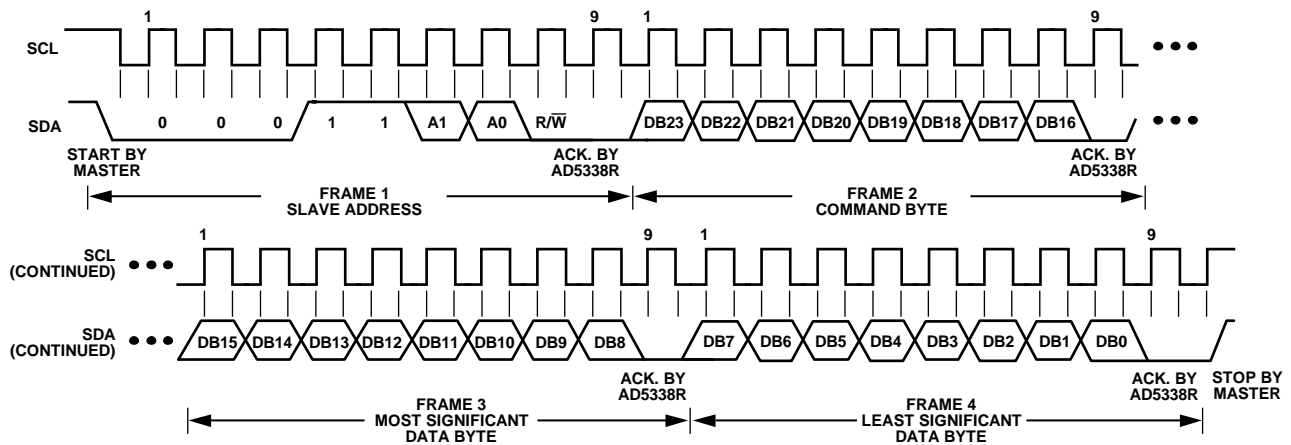 1 9 1 9
SCL
SDA
0 0 0 1 1 A1 A0 R/W̅ DB23 DB22 DB21 DB20 DB19 DB18 DB17 DB16
START BY
MASTER
ACK. BY
AD5338R
ACK. BY
AD5338R
FRAME 1
SLAVE ADDRESS
FRAME 2
COMMAND BYTE
1 9 1 9
SCL
(CONTINUED)
SDA
(CONTINUED)
DB15 DB14 DB13 DB12 DB11 DB10 DB9 DB8 DB7 DB6 DB5 DB4 DB3 DB2 DB1 DB0
ACK. BY
AD5338R
ACK. BY
AD5338R
STOP BY
MASTER
FRAME 3
MOST SIGNIFICANT
DATA BYTE
FRAME 4
LEAST SIGNIFICANT
DATA BYTE